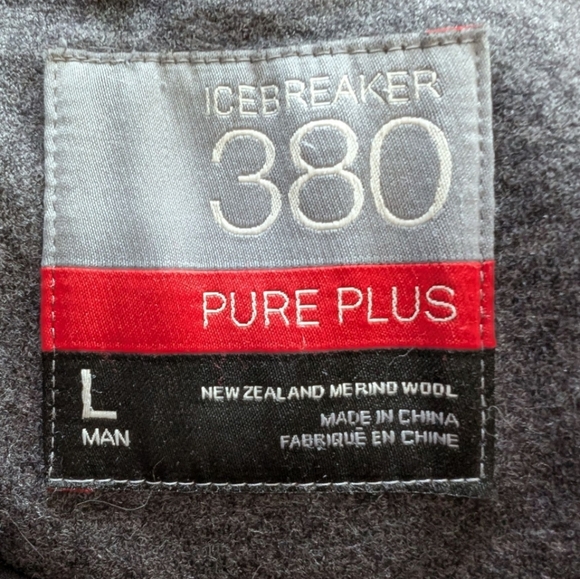 ICEBREAKER
380
PURE PLUS
L
MAN
NEW ZEALAND MERINO WOOL
MADE IN CHINA
FABRIQUÉ EN CHINE